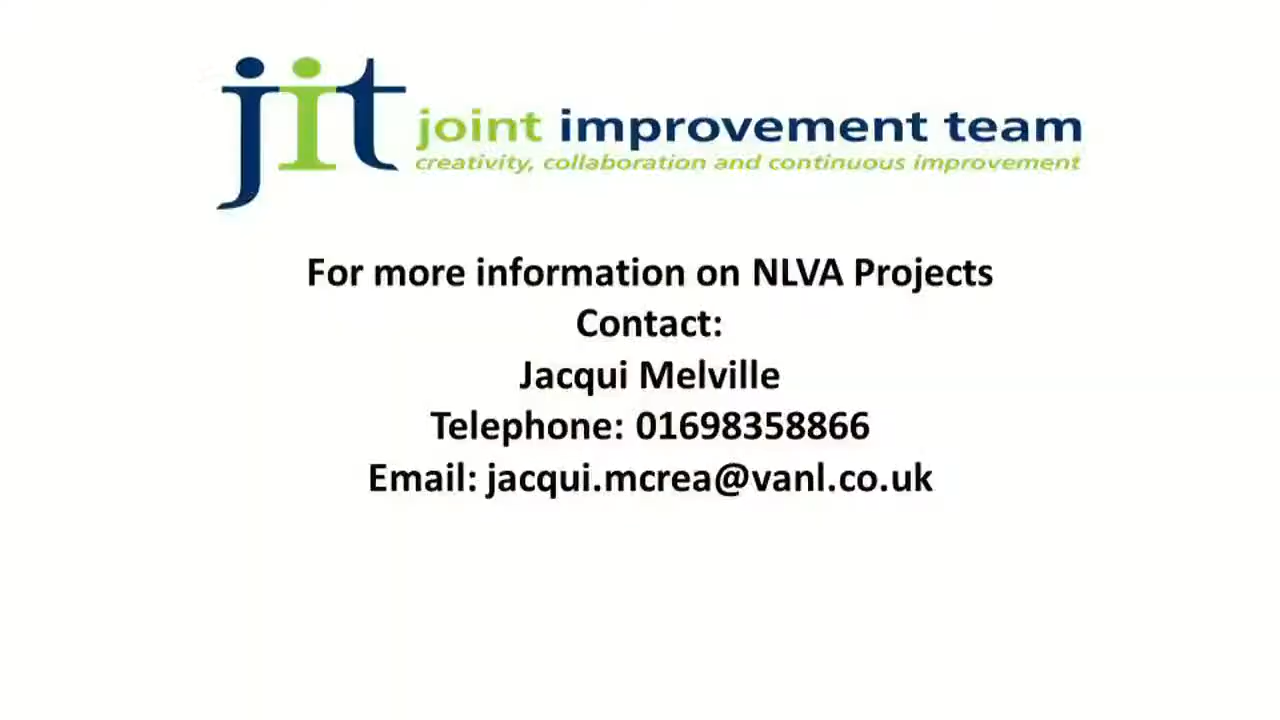 jit joint improvement team
creativity, collaboration and continuous improvement
For more information on NLVA Projects
Contact:
Jacqui Melville
Telephone: 01698358866
Email: jacqui.mcrea@vanl.co.uk